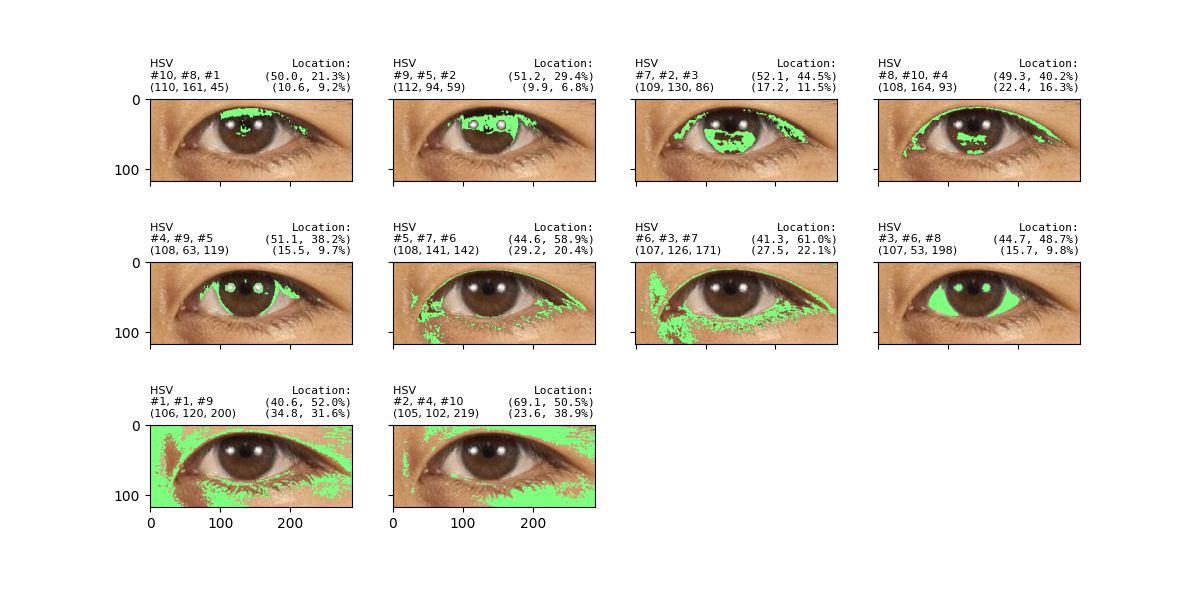 HSV Location:
#10, #8, #1 (50.0, 21.3%)
(110, 161, 45) (10.6, 9.2%)
HSV Location:
#9, #5, #2 (51.2, 29.4%)
(112, 94, 59) (9.9, 6.8%)
HSV Location:
#7, #2, #3 (52.1, 44.5%)
(109, 130, 86) (17.2, 11.5%)
HSV Location:
#8, #10, #4 (49.3, 40.2%)
(108, 164, 93) (22.4, 16.3%)
0
100
HSV Location:
#4, #9, #5 (51.1, 38.2%)
(108, 63, 119) (15.5, 9.7%)
HSV Location:
#5, #7, #6 (44.6, 58.9%)
(108, 141, 142) (29.2, 20.4%)
HSV Location:
#6, #3, #7 (41.3, 61.0%)
(107, 126, 171) (27.5, 22.1%)
HSV Location:
#3, #6, #8 (44.7, 48.7%)
(107, 53, 198) (15.7, 9.8%)
0
100
HSV Location:
#1, #1, #9 (40.6, 52.0%)
(106, 120, 200) (34.8, 31.6%)
HSV Location:
#2, #4, #10 (69.1, 50.5%)
(105, 102, 219) (23.6, 38.9%)
0
100
0 100 200
0 100 200